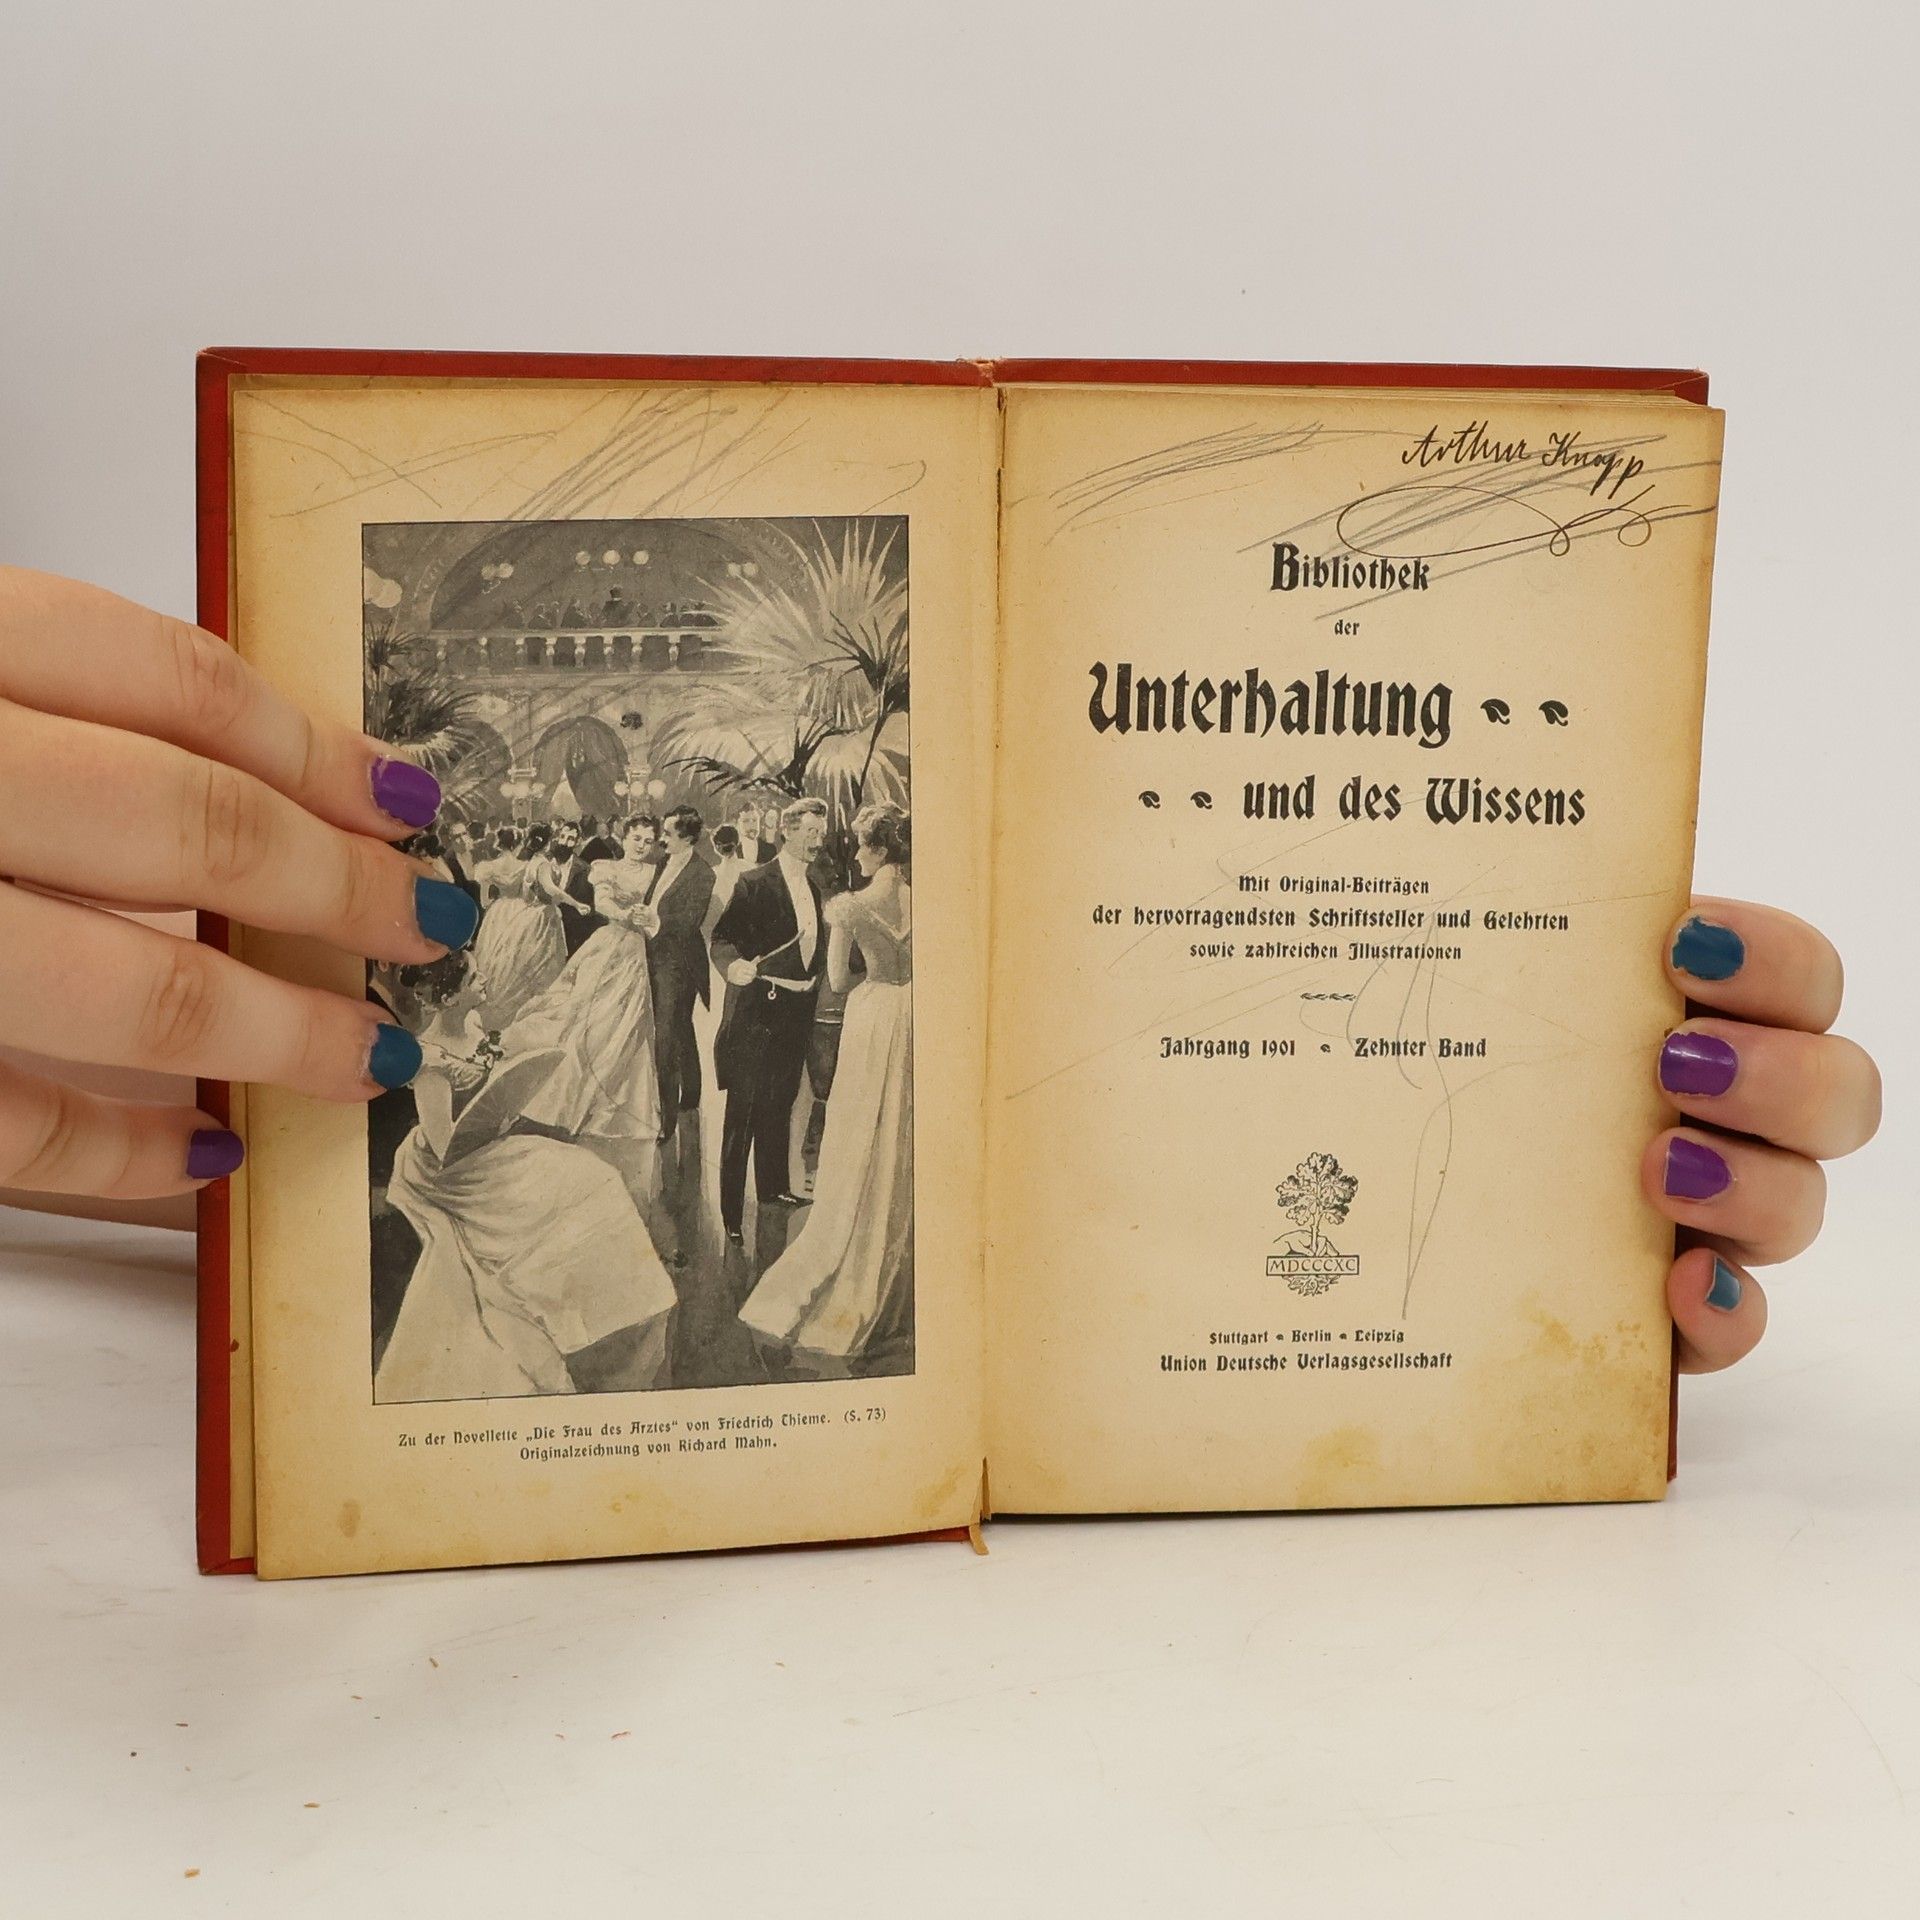 Zu der Novellette „Die Frau des Arztes“ von Friedrich Thieme. (S. 73)
Originalzeichnung von Richard Mahn.
Arthur Knopp
Bibliothek
der
Unterhaltung
und des Wissens
Mit Original-Beiträgen
der hervorragendsten Schriftsteller und Gelehrten
sowie zahlreichen Illustrationen
Jahrgang 1901 Zehnter Band
MDCCCXC
Stuttgart Berlin Leipzig
Union Deutsche Verlagsgesellschaft